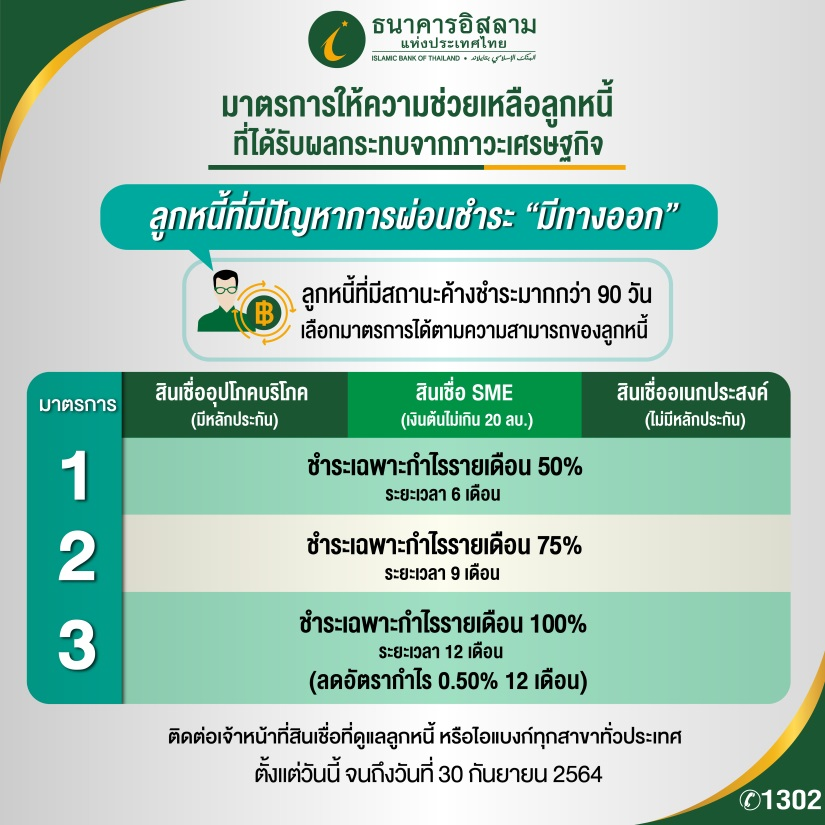 ธนาคารอิสลาม
แห่งประเทศไทย
ISLAMIC BANK OF THAILAND • البنك الإسلامي بتايلاند
มาตรการให้ความช่วยเหลือลูกหนี้
ที่ได้รับผลกระทบจากภาวะเศรษฐกิจ
ลูกหนี้ที่มีปัญหาการผ่อนชำระ “มีทางออก”
ลูกหนี้ที่มีสถานะค้างชำระมากกว่า 90 วัน
เลือกมาตรการได้ตามความสามารถของลูกหนี้
มาตรการ
สินเชื่ออุปโภคบริโภค
(มีหลักประกัน)
สินเชื่อ SME
(เงินต้นไม่เกิน 20 ลบ.)
สินเชื่ออเนกประสงค์
(ไม่มีหลักประกัน)
1
ชำระเฉพาะกำไรรายเดือน 50%
ระยะเวลา 6 เดือน
2
ชำระเฉพาะกำไรรายเดือน 75%
ระยะเวลา 9 เดือน
3
ชำระเฉพาะกำไรรายเดือน 100%
ระยะเวลา 12 เดือน
(ลดอัตรากำไร 0.50% 12 เดือน)
ติดต่อเจ้าหน้าที่สินเชื่อที่ดูแลลูกหนี้ หรือไอแบงก์ทุกสาขาทั่วประเทศ
ตั้งแต่วันนี้ จนถึงวันที่ 30 กันยายน 2564
✆1302